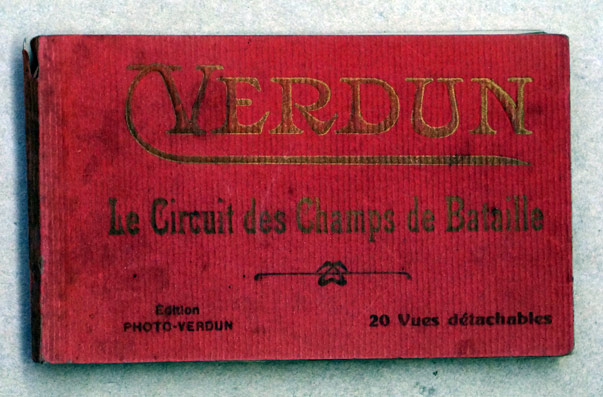 VERDUN
Le Circuit des Champs de Bataille
Édition
PHOTO-VERDUN
20 Vues détachables